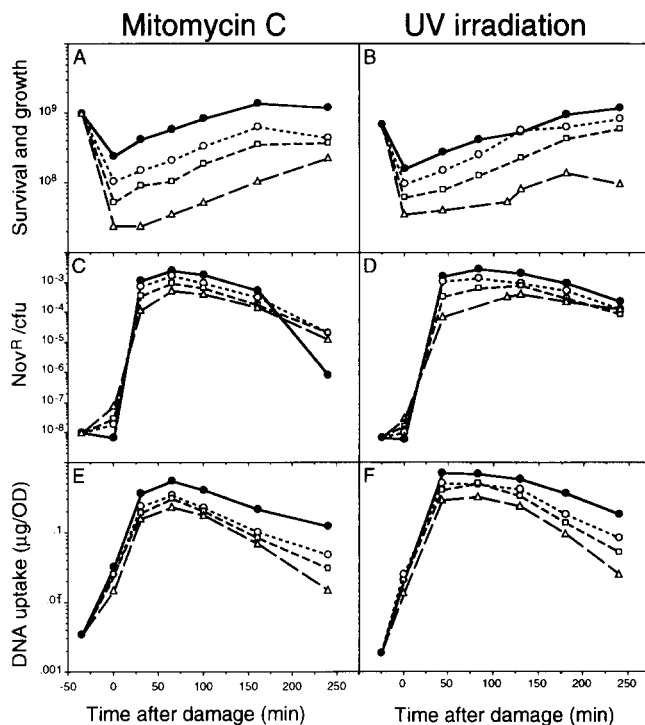 Mitomycin C UV irradiation
A B
Survival and growth
10⁹
10⁸
C D
Novᴿ/cfu
10⁻³
10⁻⁴
10⁻⁵
10⁻⁶
10⁻⁷
10⁻⁸
E F
DNA uptake (µg/OD)
.1
.01
.001
-50 0 50 100 150 200 250
-50 0 50 100 150 200 250
Time after damage (min) Time after damage (min)